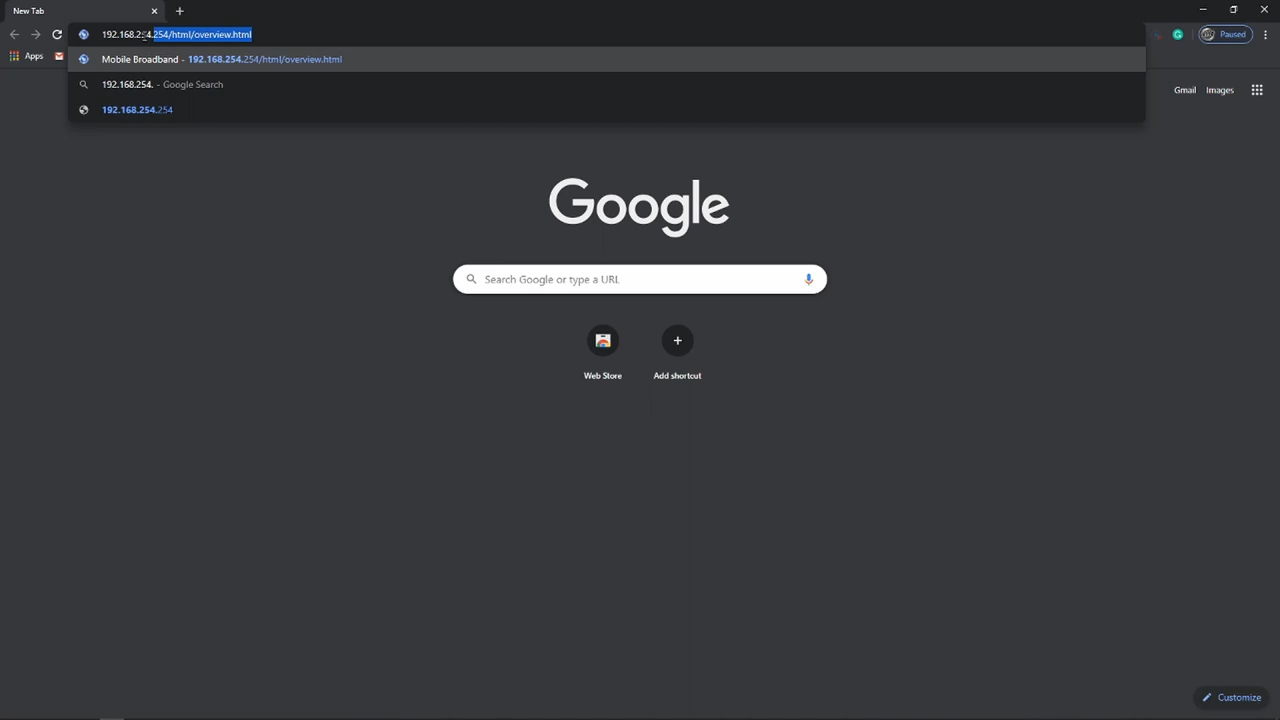 New Tab
192.168.254.254/html/overview.html
Paused
Apps
Mobile Broadband - 192.168.254.254/html/overview.html
192.168.254. - Google Search
192.168.254.254
Gmail Images
Google
Search Google or type a URL
Web Store Add shortcut
Customize